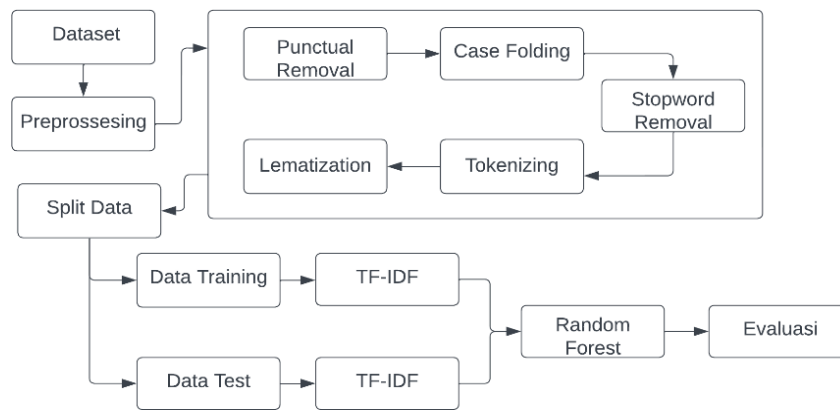 Dataset
Preprossesing
Punctual
Removal
Case Folding
Stopword
Removal
Tokenizing
Lematization
Split Data
Data Training
TF-IDF
Data Test
TF-IDF
Random
Forest
Evaluasi